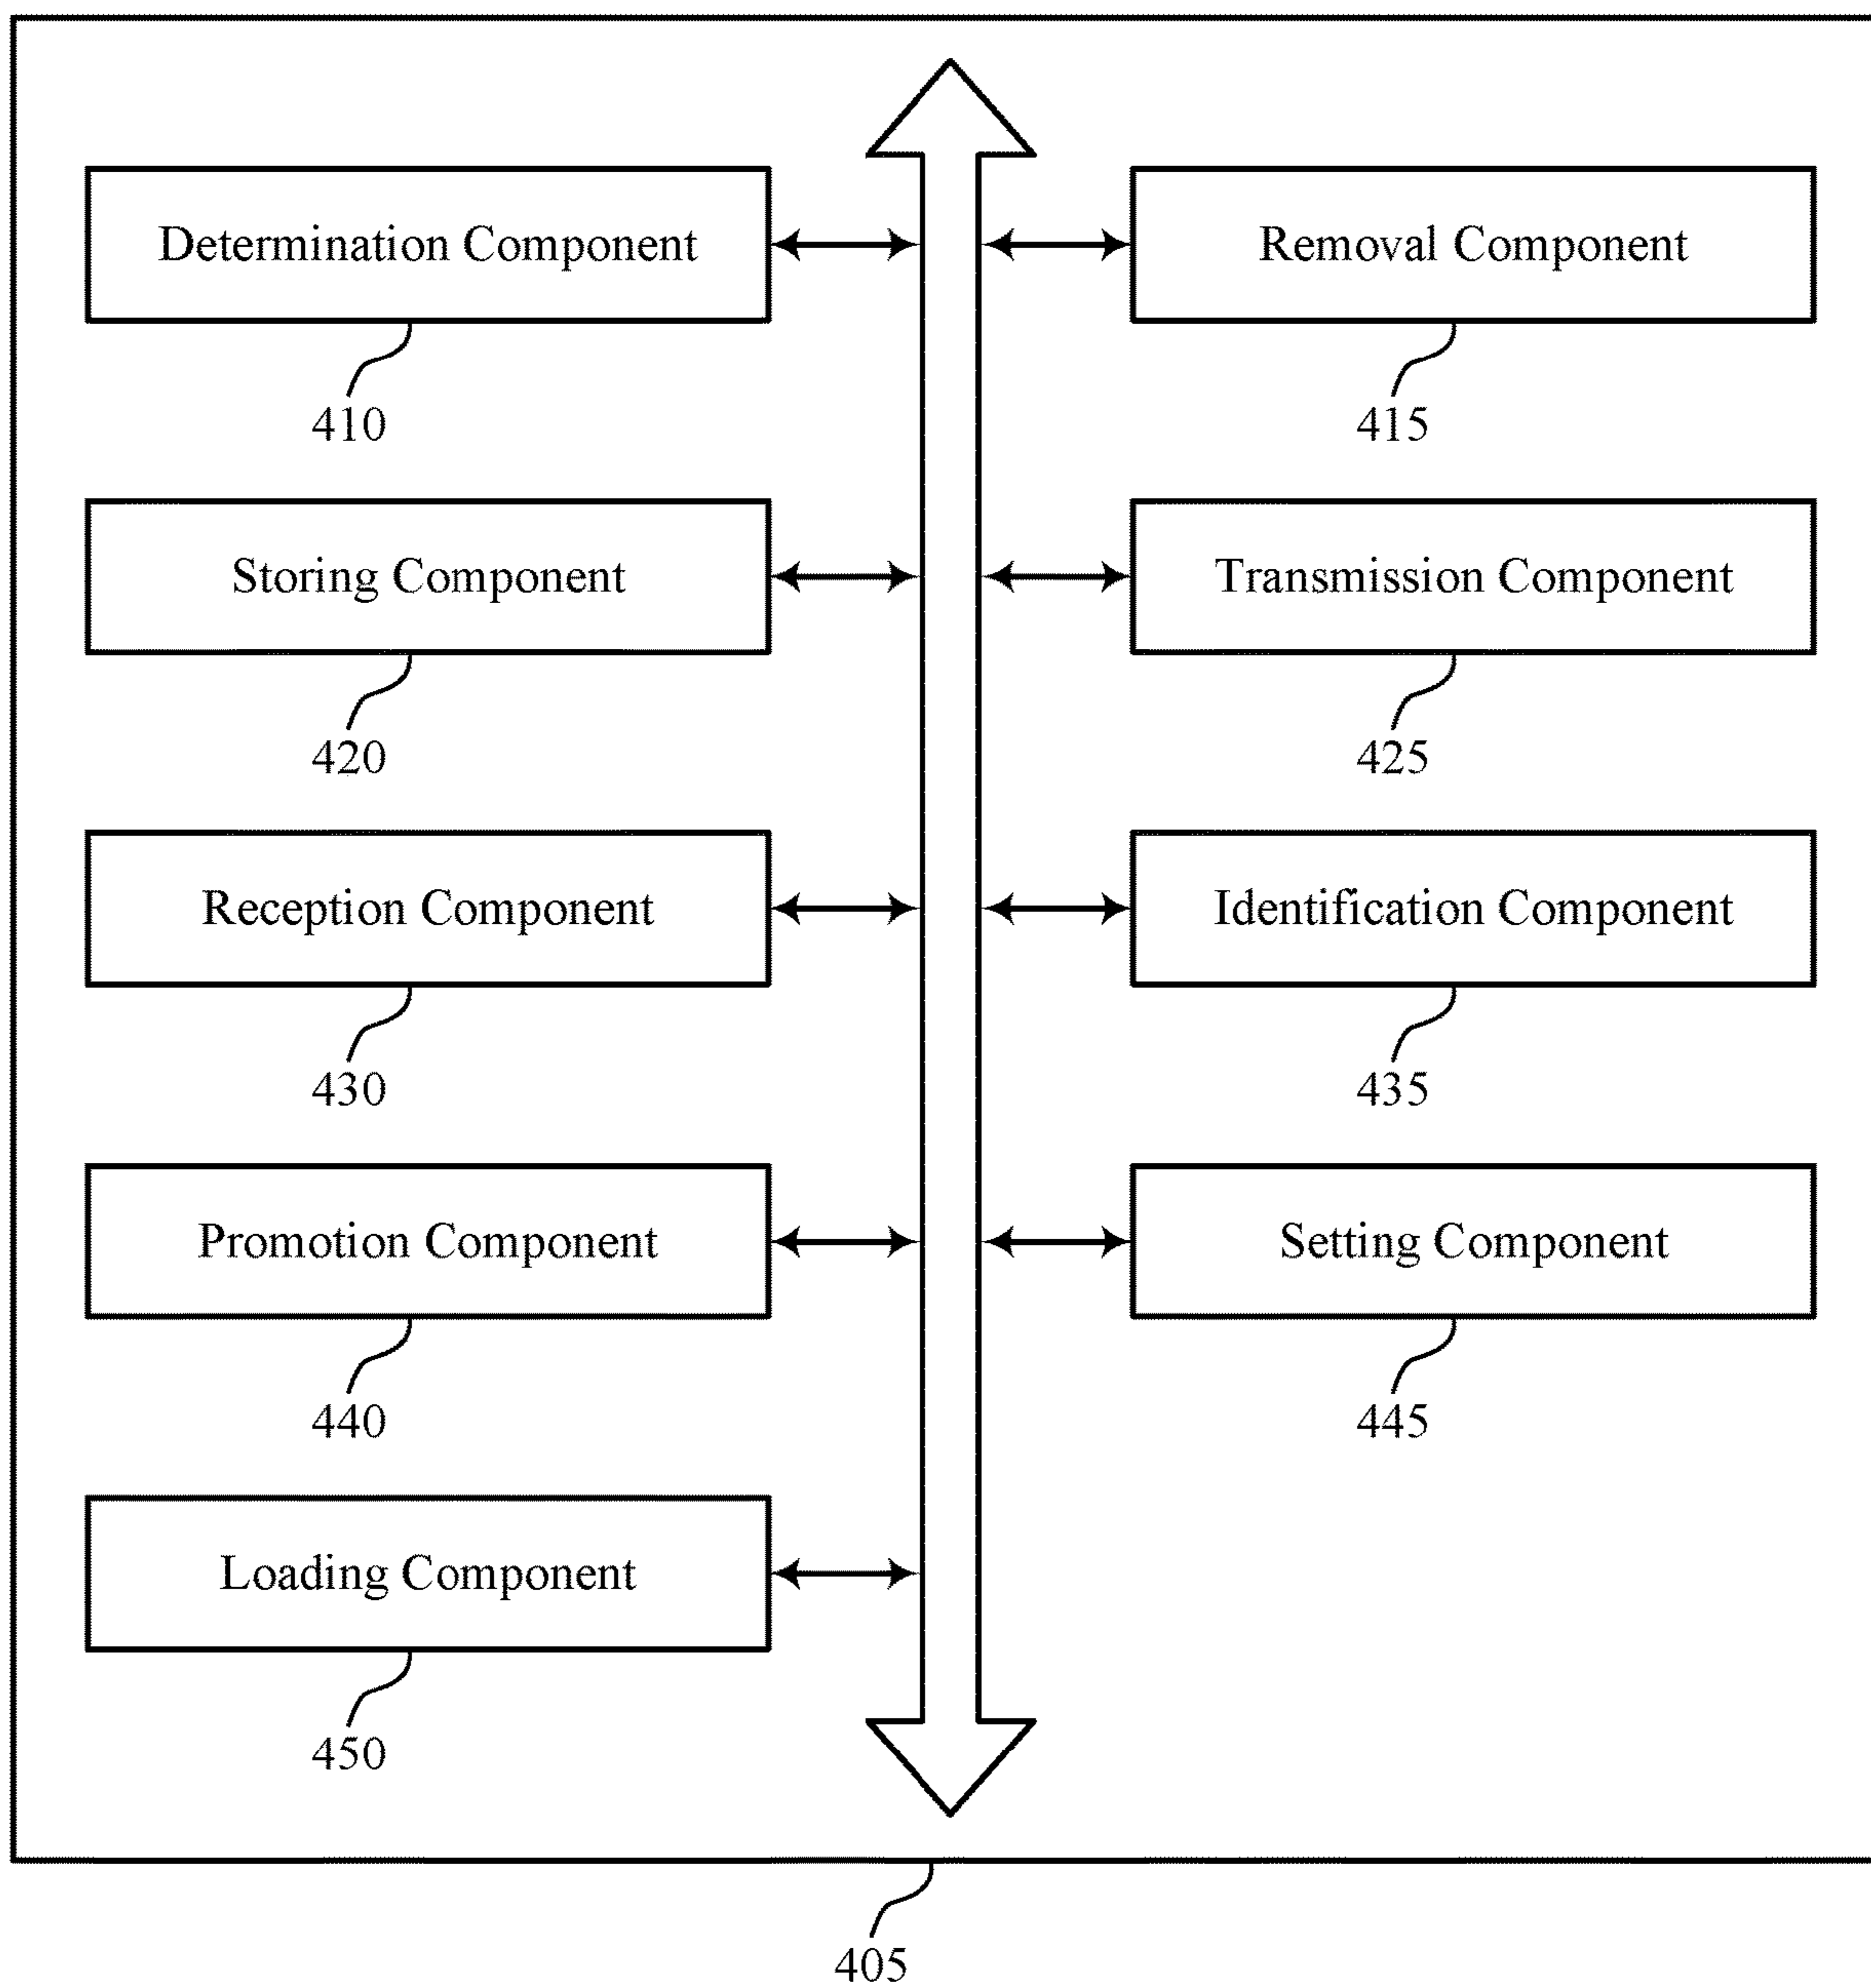 Determination Component
410
Removal Component
415
Storing Component
420
Transmission Component
425
Reception Component
430
Identification Component
435
Promotion Component
440
Setting Component
445
Loading Component
450
405